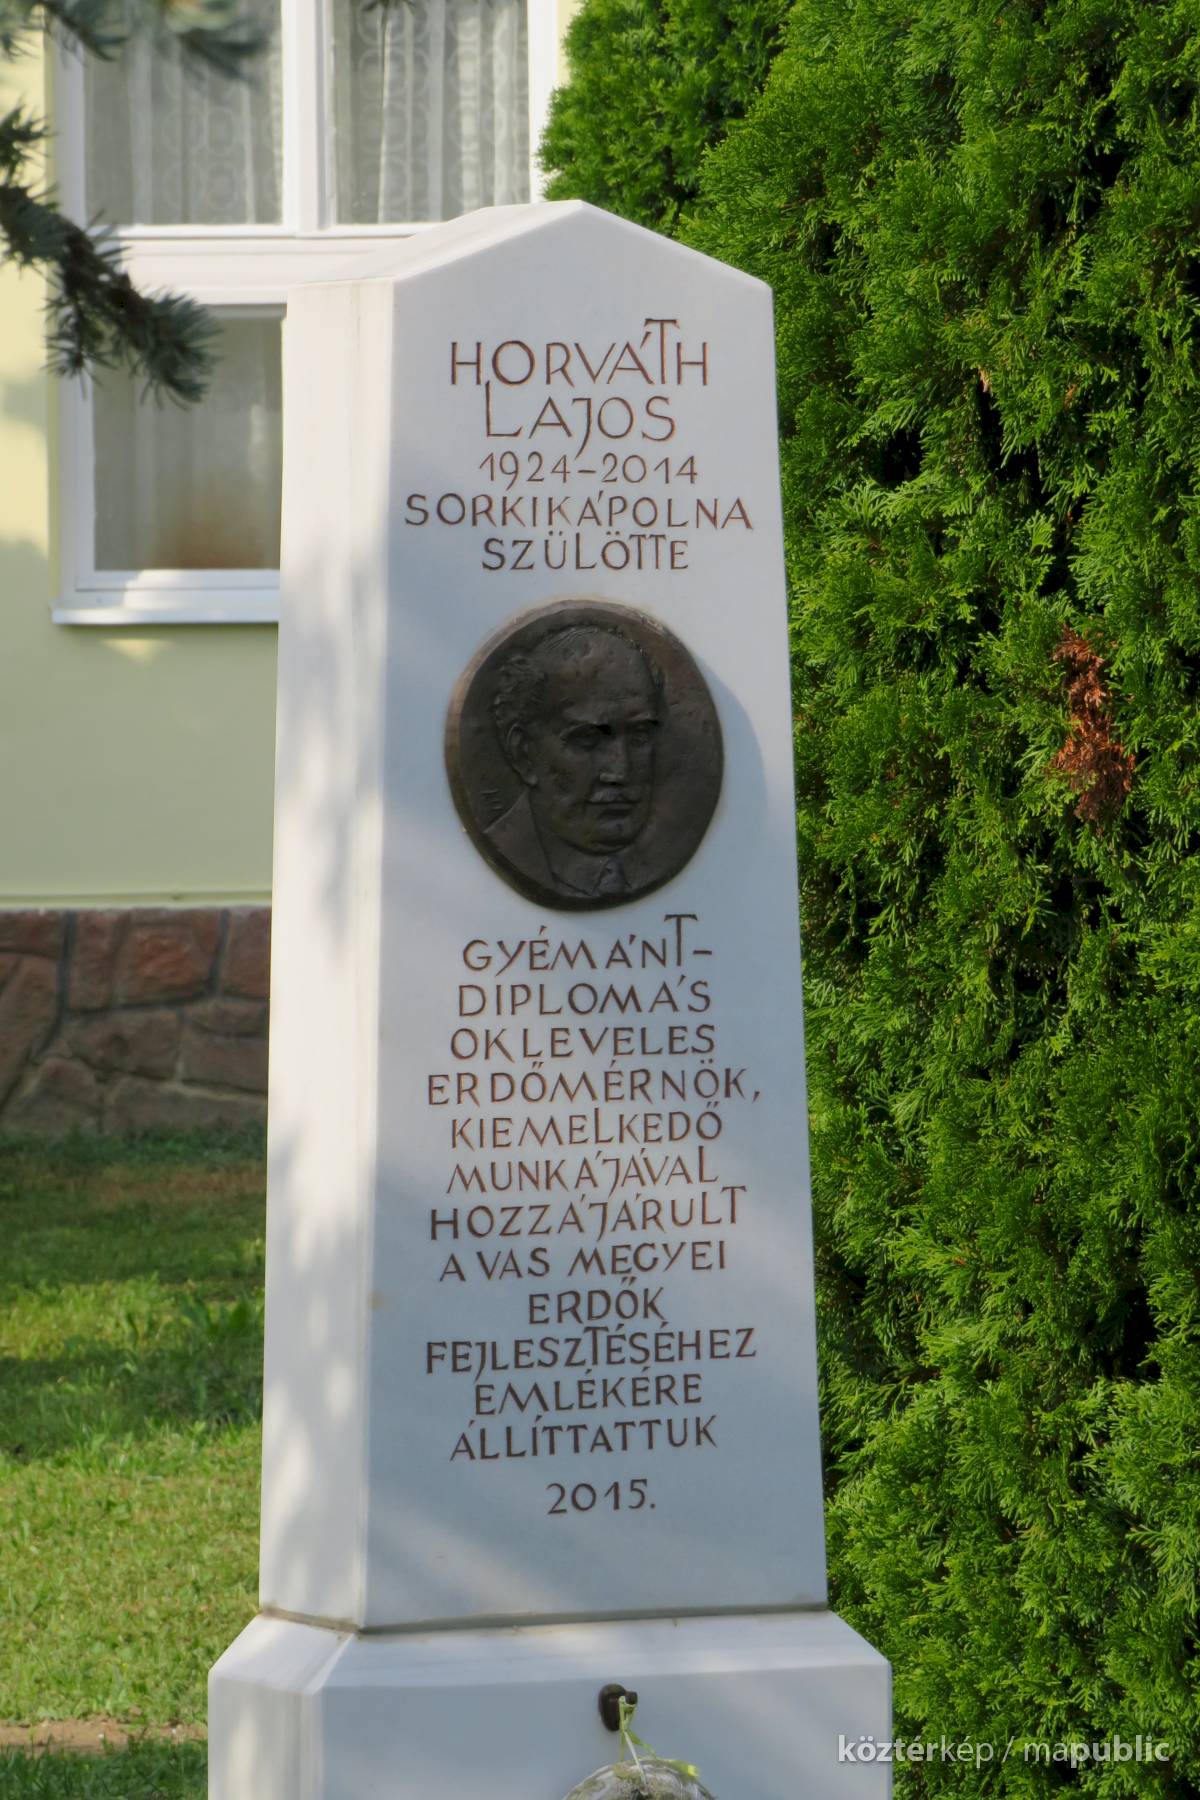 HORVÁTH
LAJOS
1924-2014
SORKIKÁPOLNA
SZÜLÖTTE
GYÉMÁNT-
DIPLOMÁS
OKLEVELES
ERDŐMÉRNÖK,
KIEMELKEDŐ
MUNKÁJÁVAL
HOZZÁJÁRULT
A VAS MEGYEI
ERDŐK
FEJLESZTÉSÉHEZ
EMLÉKÉRE
ÁLLÍTTATTUK
2015.
köztérkép / mapublic